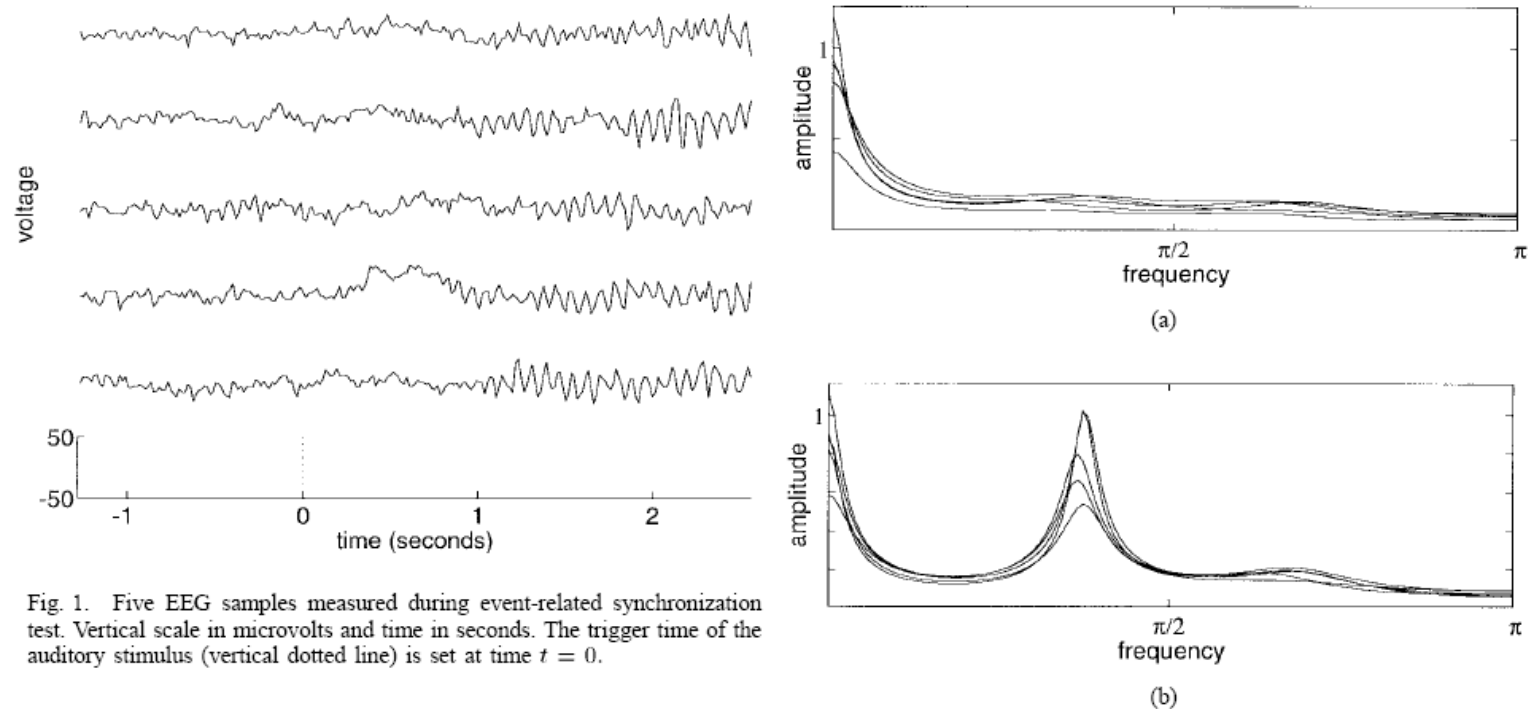 voltage
50
-50
-1
0
1
2
time (seconds)
Fig. 1. Five EEG samples measured during event-related synchronization
test. Vertical scale in microvolts and time in seconds. The trigger time of the
auditory stimulus (vertical dotted line) is set at time t = 0.
amplitude
1
π/2
π
frequency
(a)
amplitude
1
π/2
π
frequency
(b)